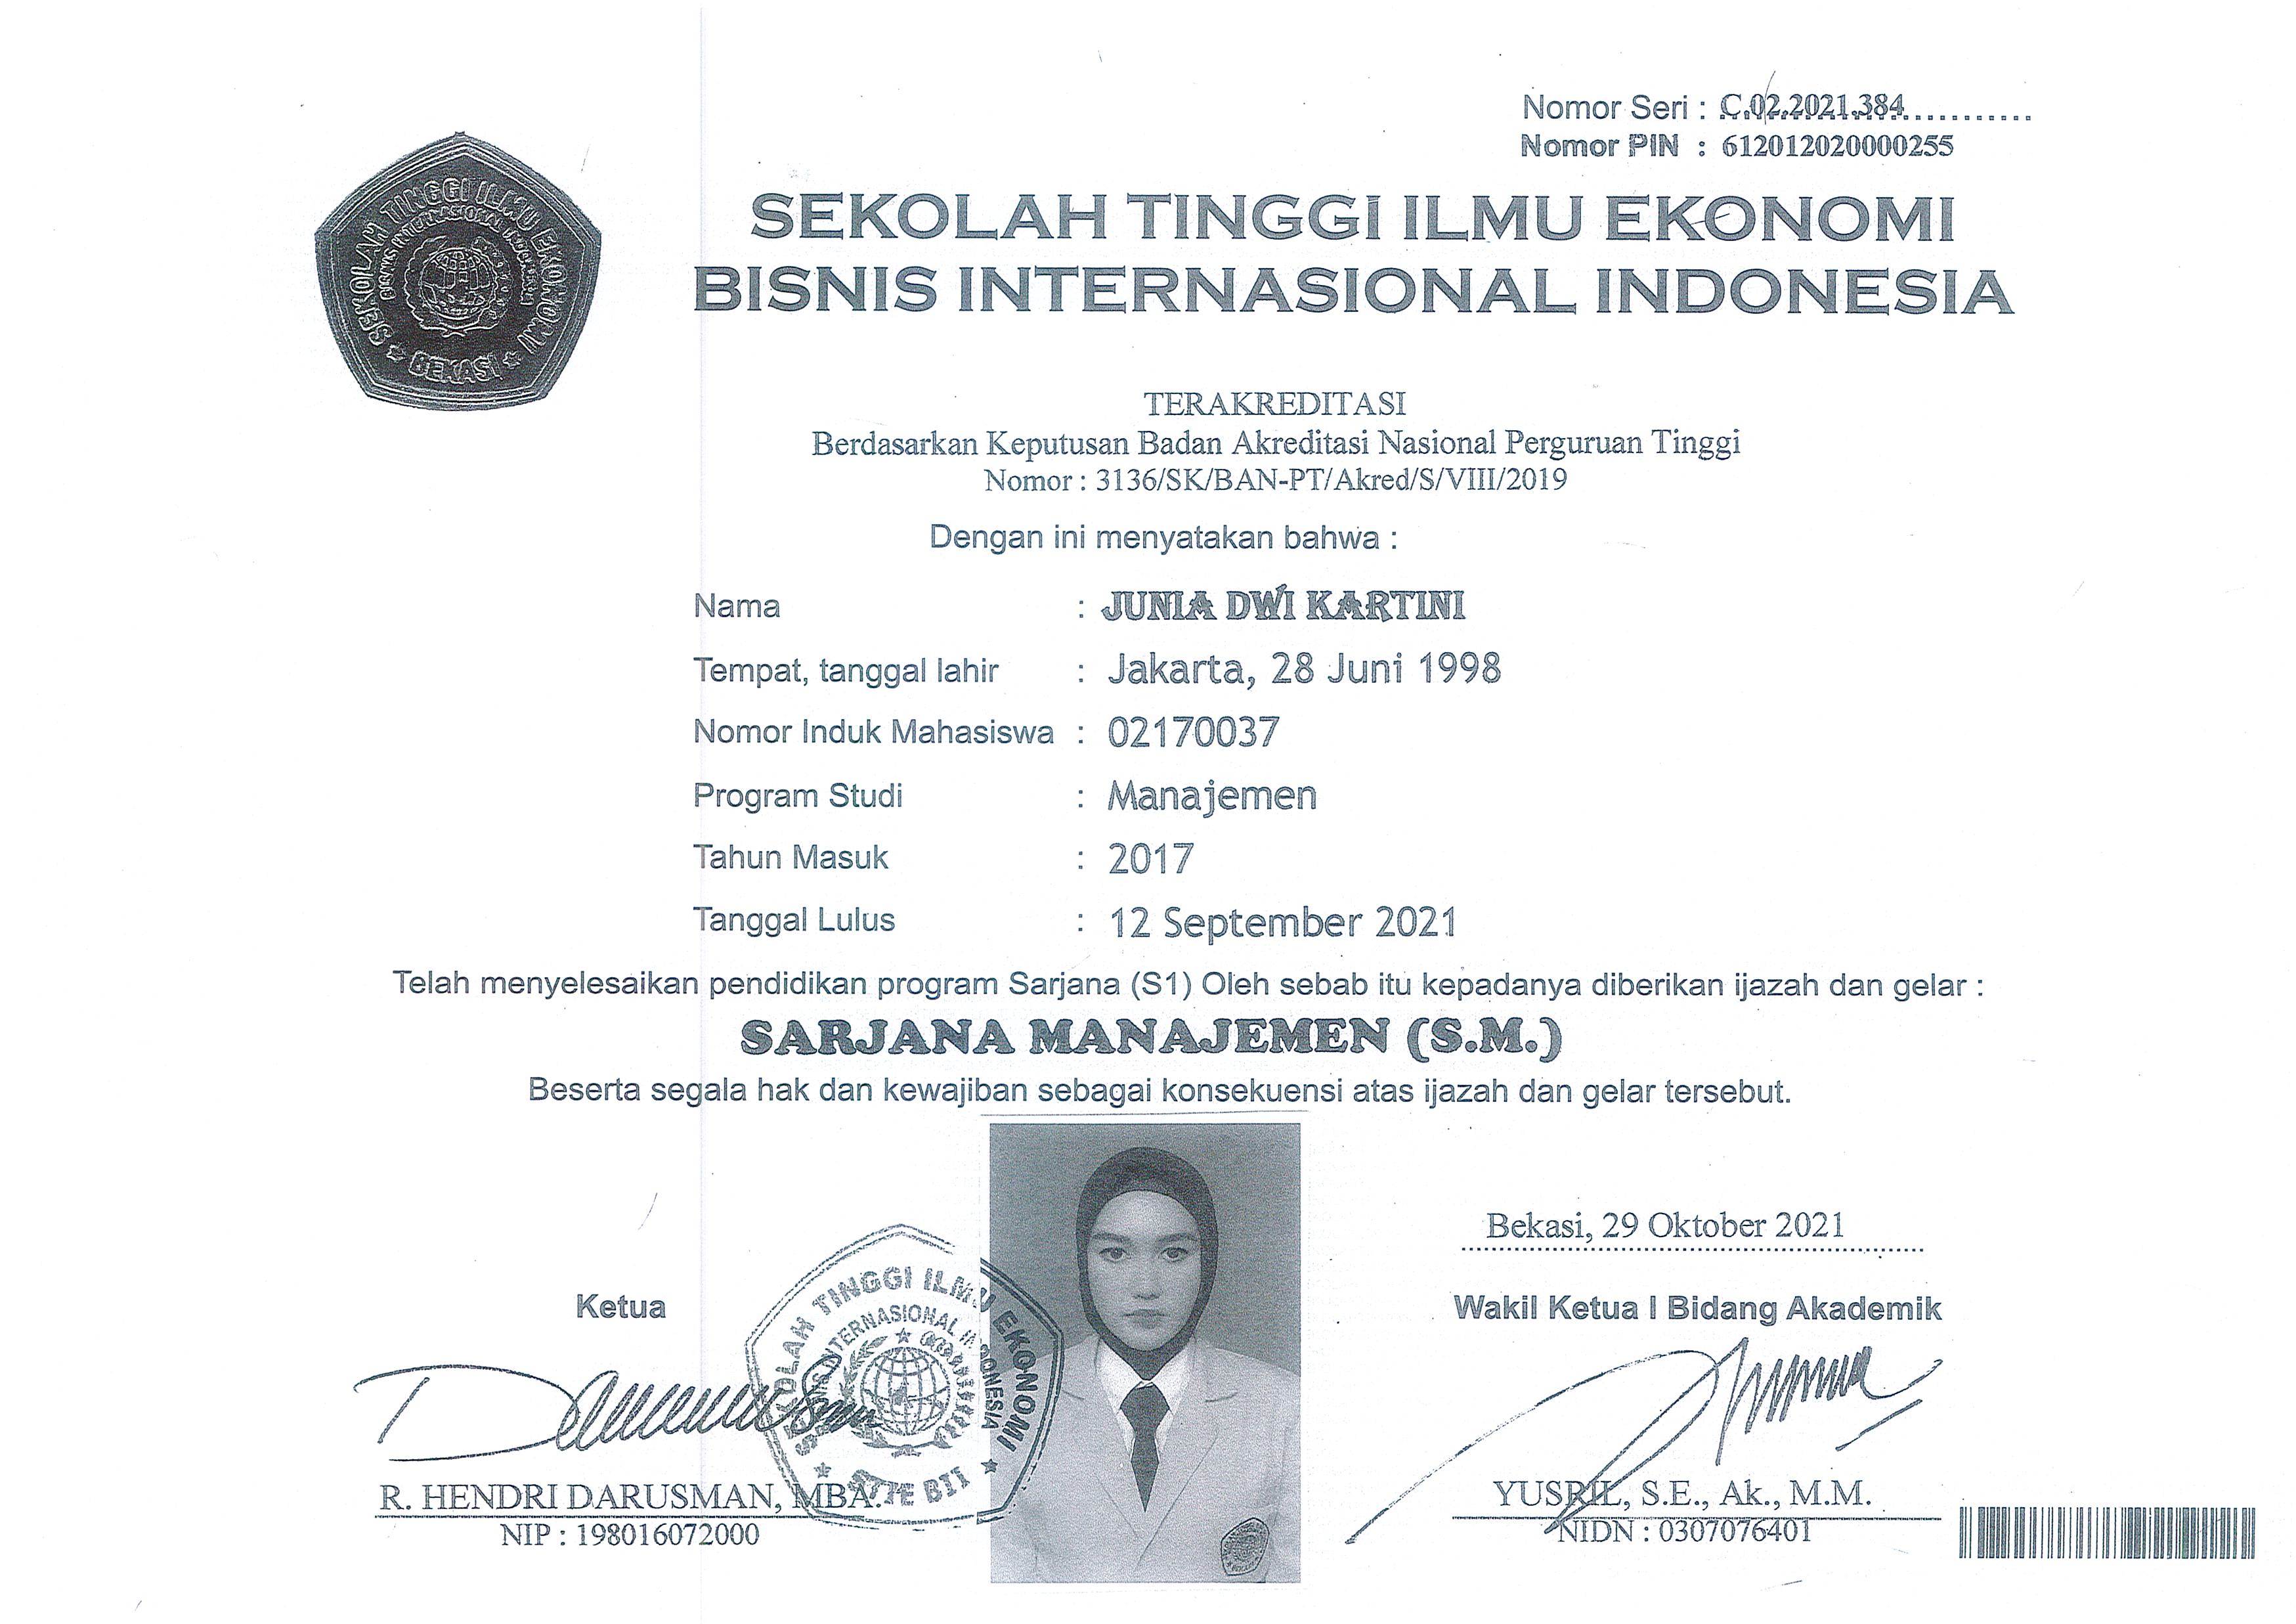 Nomor Seri : C.02.2021.384
Nomor PIN : 612012020000255
SEKOLAH TINGGI ILMU EKONOMI
BISNIS INTERNASIONAL INDONESIA
SEKOLAH TINGGI ILMU EKONOMI
BISNIS INTERNASIONAL INDONESIA
BEKASI
TERAKREDITASI
Berdasarkan Keputusan Badan Akreditasi Nasional Perguruan Tinggi
Nomor : 3136/SK/BAN-PT/Akred/S/VIII/2019
Dengan ini menyatakan bahwa :
Nama : JUNIA DWI KARTINI
Tempat, tanggal lahir : Jakarta, 28 Juni 1998
Nomor Induk Mahasiswa : 02170037
Program Studi : Manajemen
Tahun Masuk : 2017
Tanggal Lulus : 12 September 2021
Telah menyelesaikan pendidikan program Sarjana (S1) Oleh sebab itu kepadanya diberikan ijazah dan gelar :
SARJANA MANAJEMEN (S.M.)
Beserta segala hak dan kewajiban sebagai konsekuensi atas ijazah dan gelar tersebut.
Bekasi, 29 Oktober 2021
Ketua
Wakil Ketua I Bidang Akademik
SEKOLAH TINGGI ILMU EKONOMI
BISNIS INTERNASIONAL INDONESIA
STIE BII
R. HENDRI DARUSMAN, MBA.
NIP : 198016072000
YUSRIL, S.E., Ak., M.M.
NIDN : 0307076401